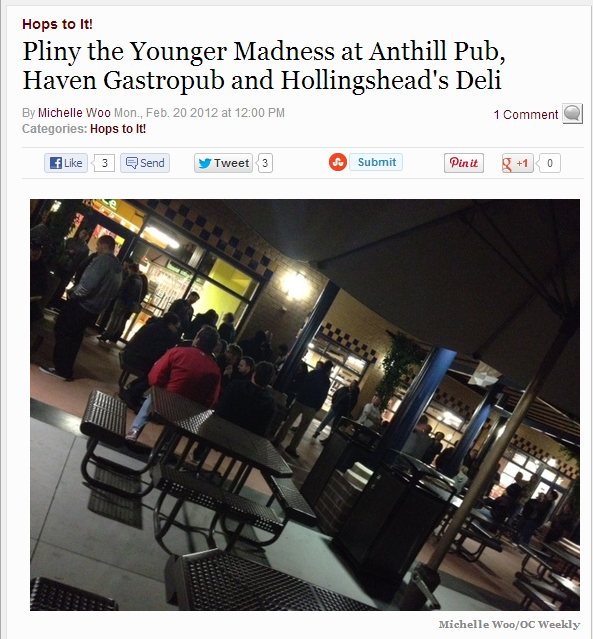 Hops to It!
Pliny the Younger Madness at Anthill Pub,
Haven Gastropub and Hollingshead's Deli
By Michelle Woo Mon., Feb. 20 2012 at 12:00 PM
1 Comment
Categories: Hops to It!
Like 3 Send Tweet 3 Submit Pin it g +1 0
Michelle Woo/OC Weekly